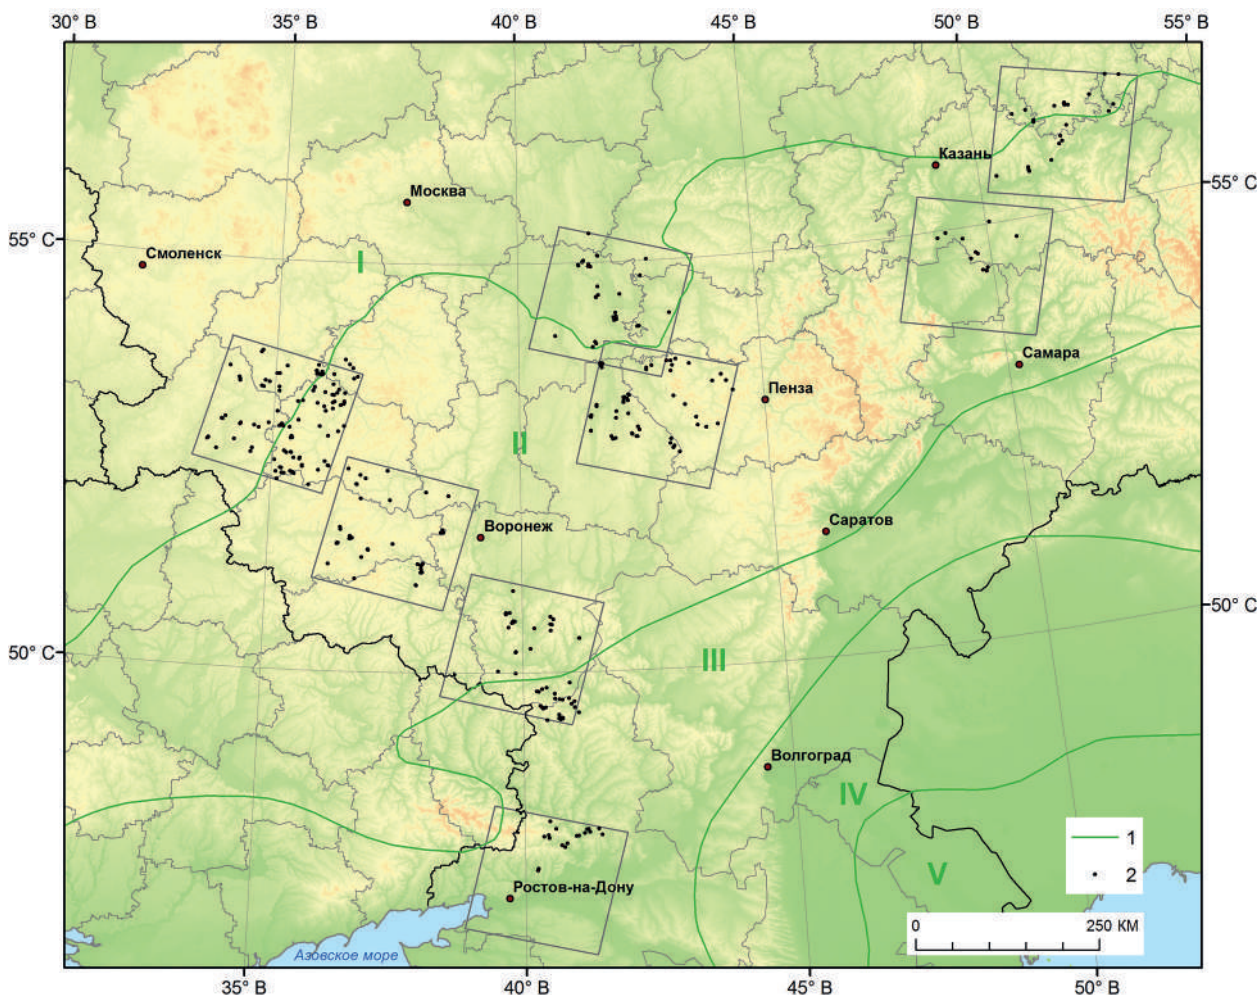 30° В 35° В 40° В 45° В 50° В 55° В
Казань
55° С
Москва
55° С
Смоленск
I
Самара
Пенза
II
Саратов
Воронеж
50° С
50° С
III
Волгоград
IV
1
V
2
Ростов-на-Дону
0 250 КМ
Азовское море
35° В 40° В 45° В 50° В